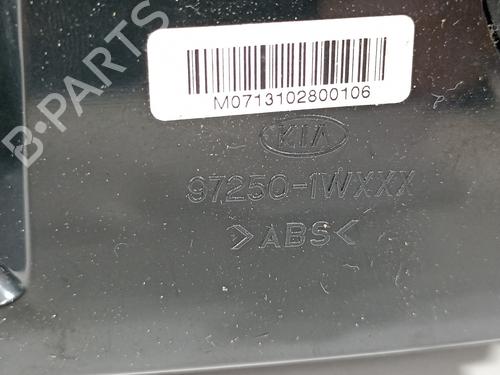 M0713102800106
KIA
97250-1WXXX
>ABS<
B-PARTS